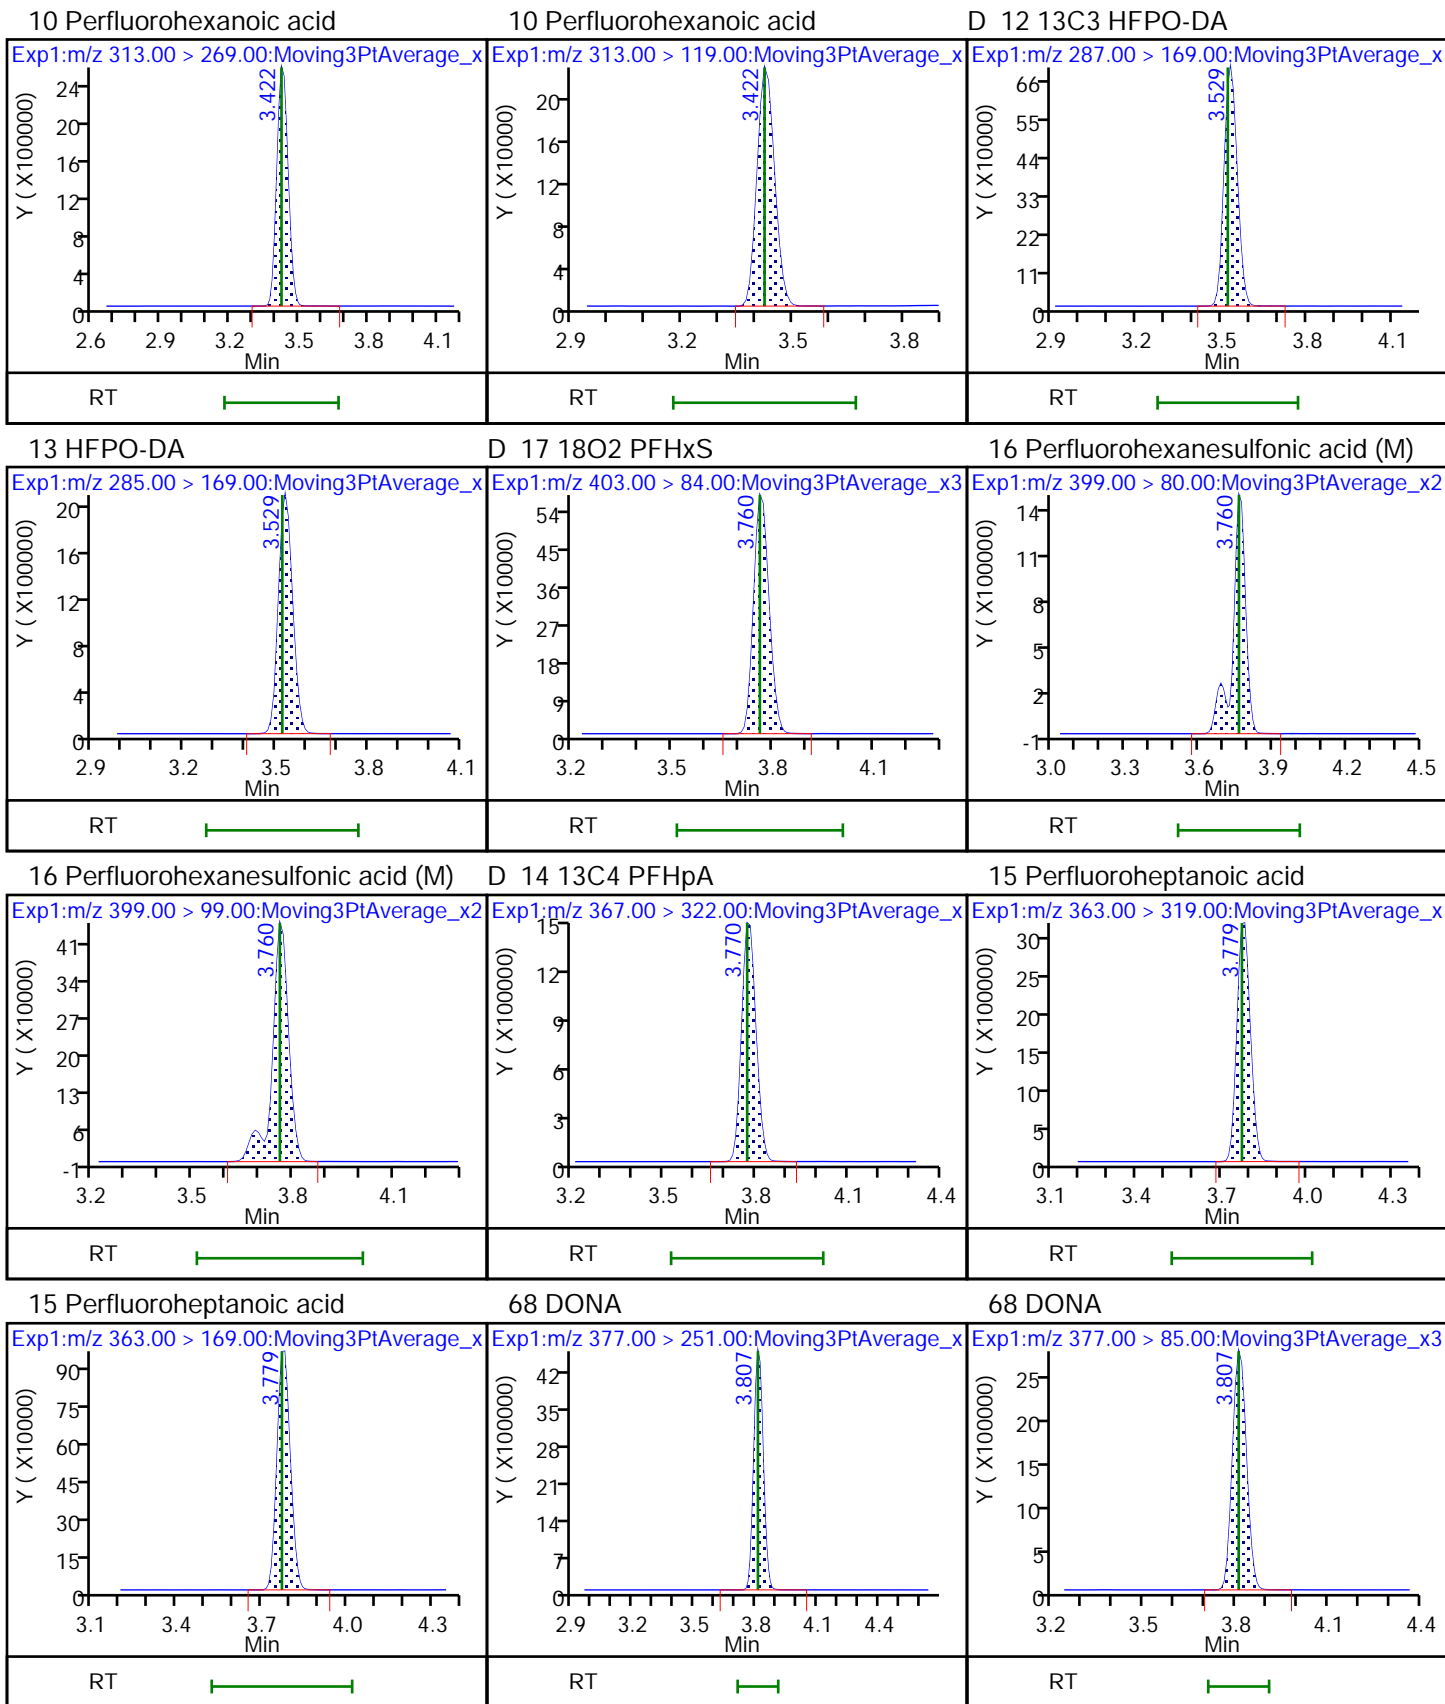 10 Perfluorohexanoic acid
Exp1:m/z 313.00 > 269.00:Moving3PtAverage_x
Y ( X100000)
24
20
16
12
8
4
0
3.422
2.6 2.9 3.2 3.5 3.8 4.1
Min
RT
10 Perfluorohexanoic acid
Exp1:m/z 313.00 > 119.00:Moving3PtAverage_x
Y ( X100000)
20
16
12
8
4
0
3.422
2.9 3.2 3.5 3.8
Min
RT
D 12 13C3 HFPO-DA
Exp1:m/z 287.00 > 169.00:Moving3PtAverage_x
Y ( X10000)
66
55
44
33
22
11
0
3.529
2.9 3.2 3.5 3.8 4.1
Min
RT
13 HFPO-DA
Exp1:m/z 285.00 > 169.00:Moving3PtAverage_x
Y ( X100000)
20
16
12
8
4
0
3.529
2.9 3.2 3.5 3.8 4.1
Min
RT
D 17 18O2 PFHxS
Exp1:m/z 403.00 > 84.00:Moving3PtAverage_x3
Y ( X10000)
54
45
36
27
18
9
0
3.760
3.2 3.5 3.8 4.1
Min
RT
16 Perfluorohexanesulfonic acid (M)
Exp1:m/z 399.00 > 80.00:Moving3PtAverage_x2
Y ( X100000)
14
11
8
5
2
-1
3.760
3.0 3.3 3.6 3.9 4.2 4.5
Min
RT
16 Perfluorohexanesulfonic acid (M)
Exp1:m/z 399.00 > 99.00:Moving3PtAverage_x2
Y ( X10000)
41
34
27
20
13
6
-1
3.760
3.2 3.5 3.8 4.1
Min
RT
D 14 13C4 PFHpA
Exp1:m/z 367.00 > 322.00:Moving3PtAverage_x
Y ( X100000)
15
12
9
6
3
0
3.770
3.2 3.5 3.8 4.1 4.4
Min
RT
15 Perfluoroheptanoic acid
Exp1:m/z 363.00 > 319.00:Moving3PtAverage_x
Y ( X100000)
30
25
20
15
10
5
0
3.779
3.1 3.4 3.7 4.0 4.3
Min
RT
15 Perfluoroheptanoic acid
Exp1:m/z 363.00 > 169.00:Moving3PtAverage_x
Y ( X10000)
90
75
60
45
30
15
0
3.779
3.1 3.4 3.7 4.0 4.3
Min
RT
68 DONA
Exp1:m/z 377.00 > 251.00:Moving3PtAverage_x
Y ( X100000)
42
35
28
21
14
7
0
3.807
2.9 3.2 3.5 3.8 4.1 4.4
Min
RT
68 DONA
Exp1:m/z 377.00 > 85.00:Moving3PtAverage_x3
Y ( X100000)
25
20
15
10
5
0
3.807
3.2 3.5 3.8 4.1 4.4
Min
RT